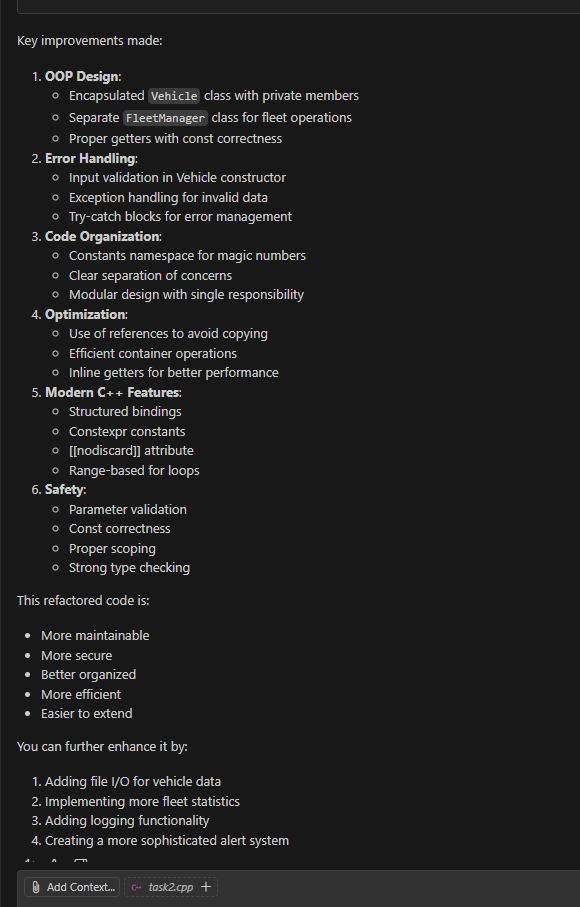 Key improvements made:
1. OOP Design:
Encapsulated Vehicle class with private members
Separate FleetManager class for fleet operations
Proper getters with const correctness
2. Error Handling:
Input validation in Vehicle constructor
Exception handling for invalid data
Try-catch blocks for error management
3. Code Organization:
Constants namespace for magic numbers
Clear separation of concerns
Modular design with single responsibility
4. Optimization:
Use of references to avoid copying
Efficient container operations
Inline getters for better performance
5. Modern C++ Features:
Structured bindings
Constexpr constants
[[nodiscard]] attribute
Range-based for loops
6. Safety:
Parameter validation
Const correctness
Proper scoping
Strong type checking
This refactored code is:
More maintainable
More secure
Better organized
More efficient
Easier to extend
You can further enhance it by:
1. Adding file I/O for vehicle data
2. Implementing more fleet statistics
3. Adding logging functionality
4. Creating a more sophisticated alert system
Add Context... task2.cpp +